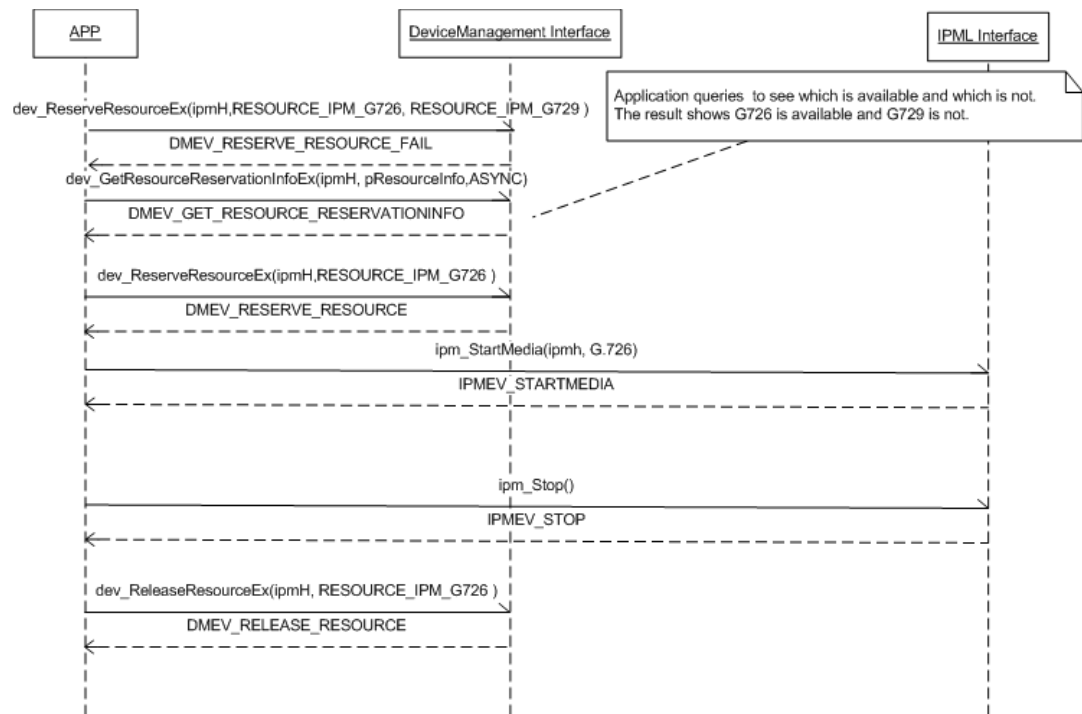 APP
DeviceManagement Interface
IPML Interface
Application queries to see which is available and which is not.
The result shows G726 is available and G729 is not.
dev_ReserveResourceEx(ipmH,RESOURCE_IPM_G726, RESOURCE_IPM_G729 )
DMEV_RESERVE_RESOURCE_FAIL
dev_GetResourceReservationInfoEx(ipmH, pResourceInfo,ASYNC)
DMEV_GET_RESOURCE_RESERVATIONINFO
dev_ReserveResourceEx(ipmH,RESOURCE_IPM_G726 )
DMEV_RESERVE_RESOURCE
ipm_StartMedia(ipmh, G.726)
IPMEV_STARTMEDIA
ipm_Stop()
IPMEV_STOP
dev_ReleaseResourceEx(ipmH, RESOURCE_IPM_G726 )
DMEV_RELEASE_RESOURCE